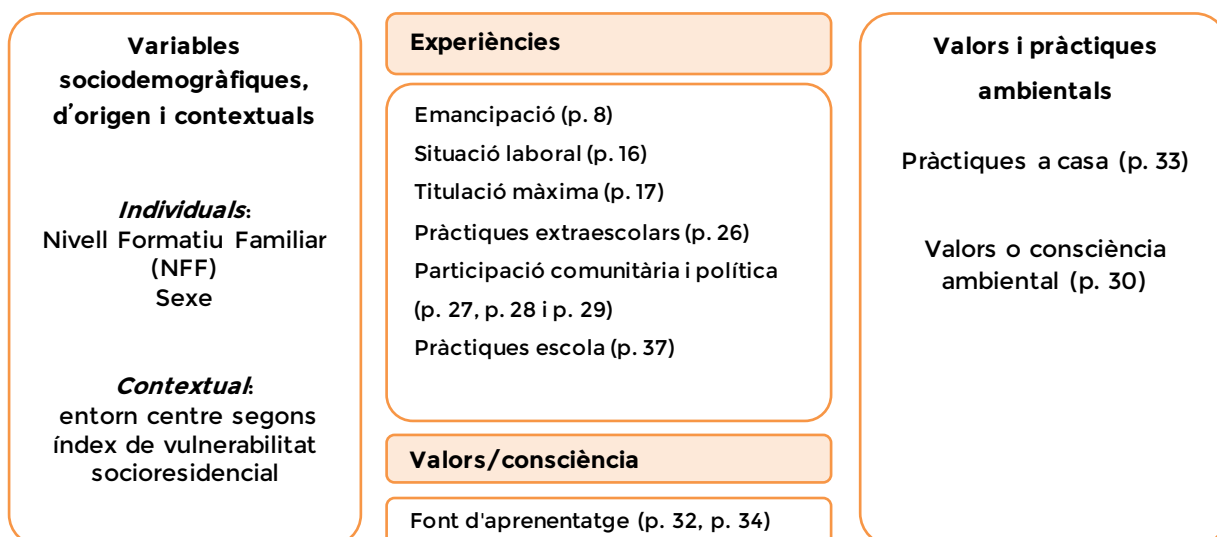 Variables
sociodemogràfiques,
d'origen i contextuals
Individuals:
Nivell Formatiu Familiar
(NFF)
Sexe
Contextual:
entorn centre segons
índex de vulnerabilitat
socioresidencial
Experiències
Emancipació (p. 8)
Situació laboral (p. 16)
Titulació màxima (p. 17)
Pràctiques extraescolars (p. 26)
Participació comunitària i política
(p. 27, p. 28 i p. 29)
Pràctiques escola (p. 37)
Valors/consciència
Font d'aprenentatge (p. 32, p. 34)
Valors i pràctiques
ambientals
Pràctiques a casa (p. 33)
Valors o consciència
ambiental (p. 30)